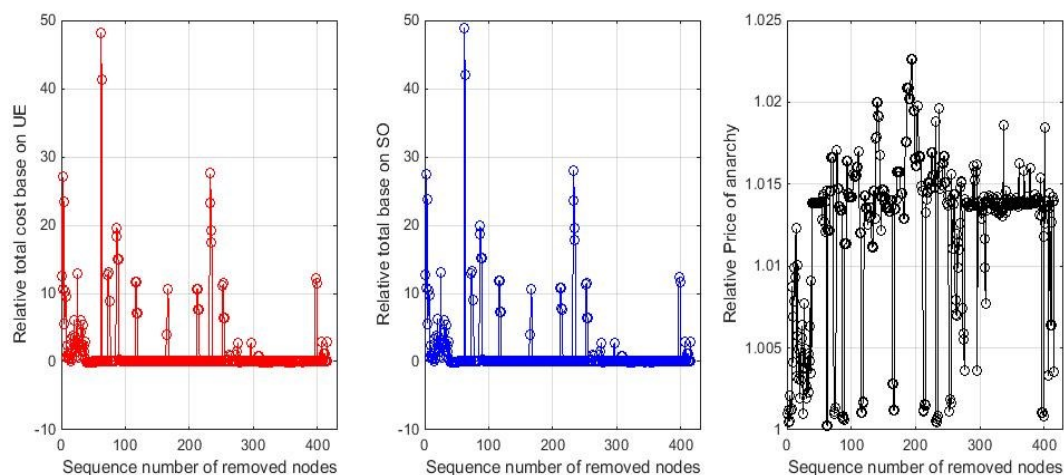 50
40
30
20
10
0
-10
0 100 200 300 400
Relative total cost base on UE
Sequence number of removed nodes
50
40
30
20
10
0
-10
0 100 200 300 400
Relative total base on SO
Sequence number of removed nodes
1.025
1.02
1.015
1.01
1.005
1
0 100 200 300 400
Relative Price of anarchy
Sequence number of removed nodes